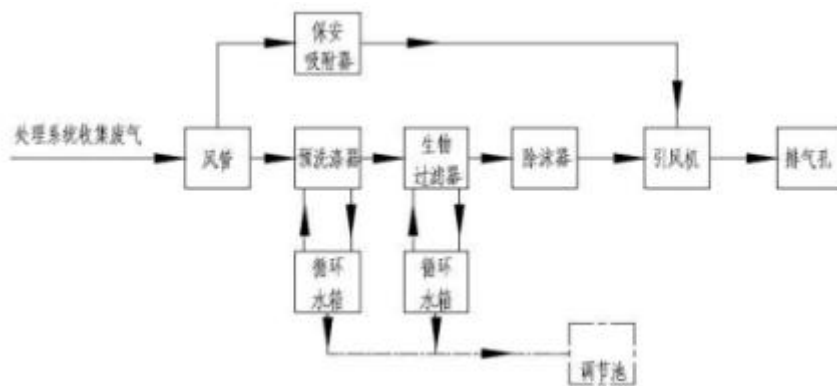 保安
吸附器
处理系统收集废气
风管
预洗涤器
生物
过滤器
除沫器
引风机
排气孔
循环
水箱
循环
水箱
调节池